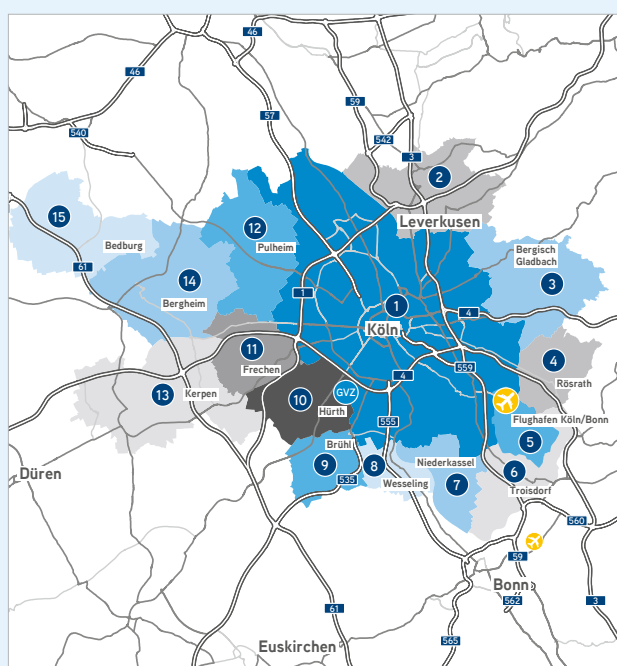 46
46
57
59
540
542
3
2
Leverkusen
15
12
Bedburg
Pulheim
Bergisch
Gladbach
61
14
3
Bergheim
1
1
4
Köln
11
4
Frechen
559
Rösrath
4
13
Kerpen
10
GVZ
Hürth
Flughafen Köln/Bonn
555
5
Brühl
Niederkassel
9
8
6
535
Wesseling
7
Troisdorf
Düren
560
59
Bonn
562
3
61
565
Euskirchen